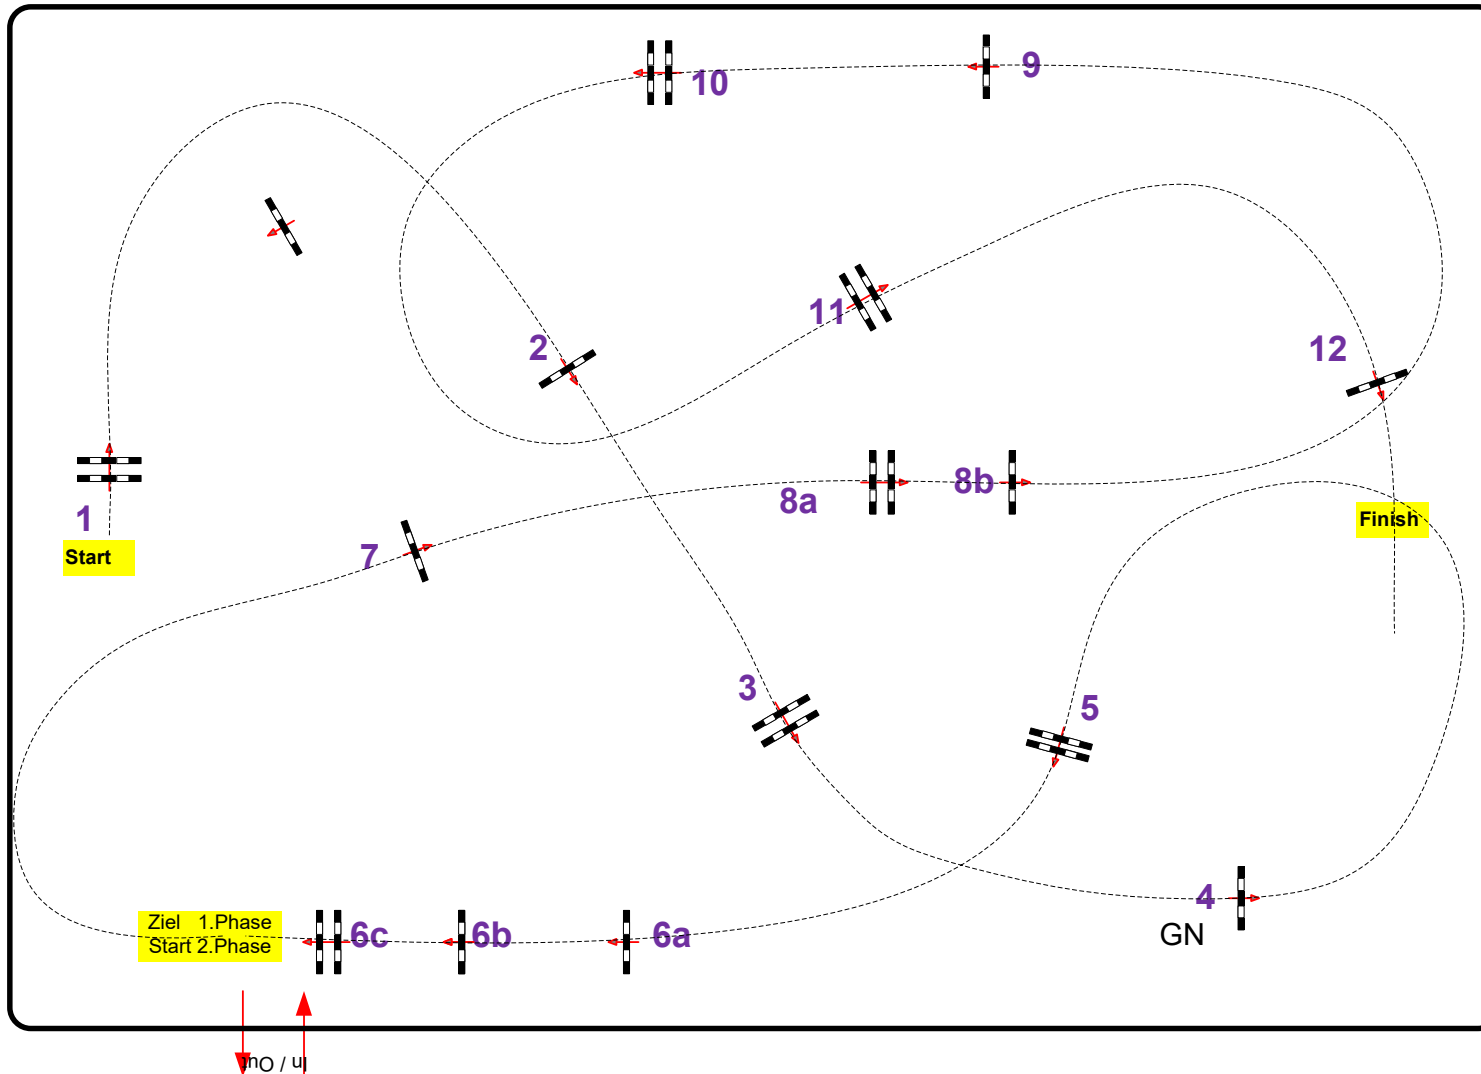 10
9
11
2
12
8a
8b
1
Start
Finish
7
3
5
4
GN
Ziel 1.Phase
Start 2.Phase
6c
6b
6a
In / Out